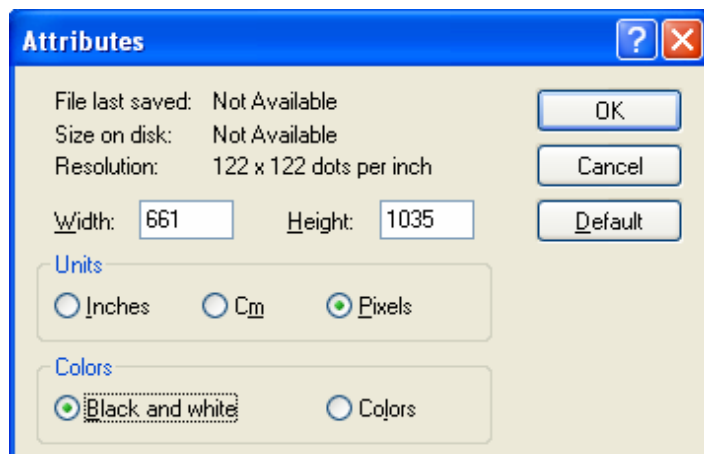 Attributes
File last saved: Not Available
Size on disk: Not Available
Resolution: 122 x 122 dots per inch
OK
Cancel
Width: 661 Height: 1035 Default
Units
Inches Cm Pixels
Colors
Black and white Colors